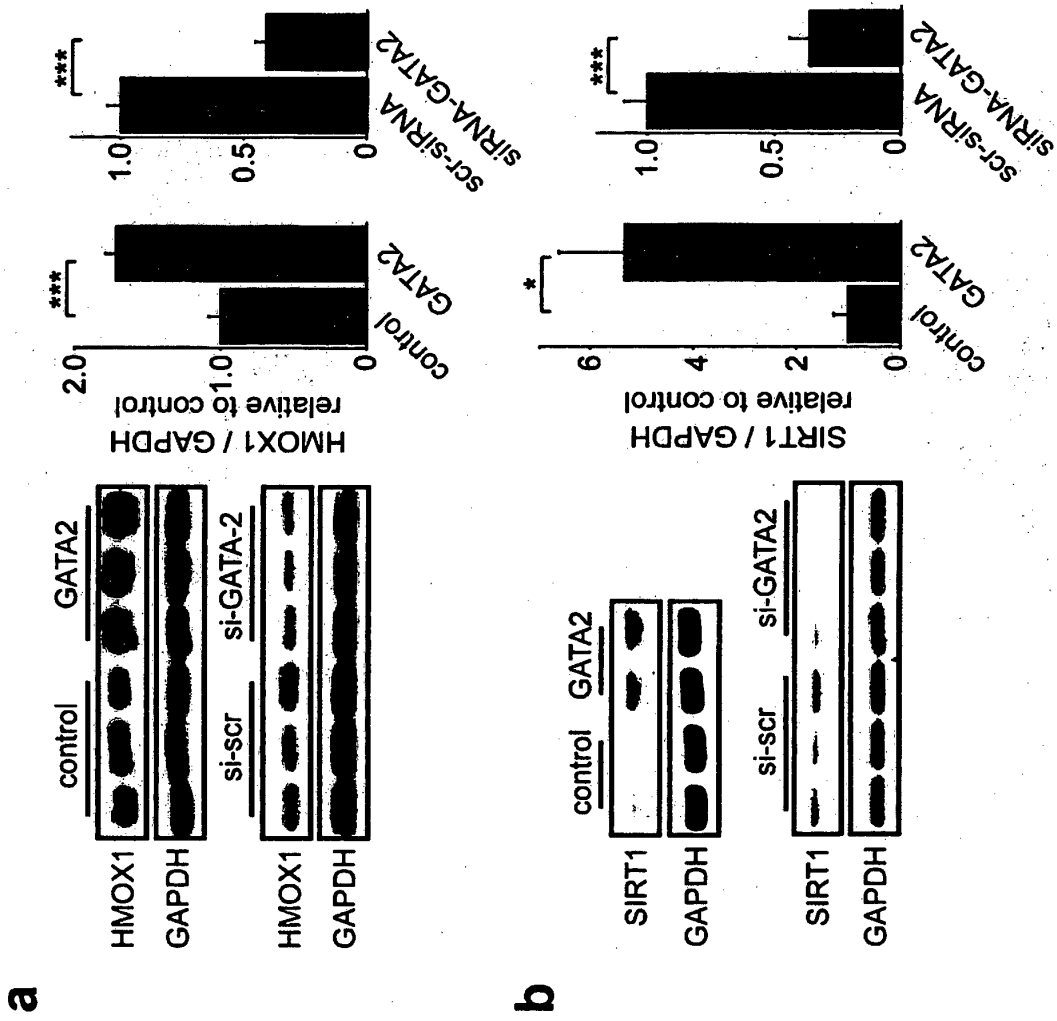 a
control
GATA2
HMOX1
GAPDH
si-scr
si-GATA-2
HMOX1
GAPDH
HMOX1 / GAPDH
relative to control
2.0
1.0
0
***
control
GATA2
1.0
0.5
0
***
scr-siRNA
siRNA-GATA2
b
control
GATA2
SIRT1
GAPDH
si-scr
si-GATA2
SIRT1
GAPDH
SIRT1 / GAPDH
relative to control
6
4
2
0
*
control
GATA2
1.0
0.5
0
***
scr-siRNA
siRNA-GATA2